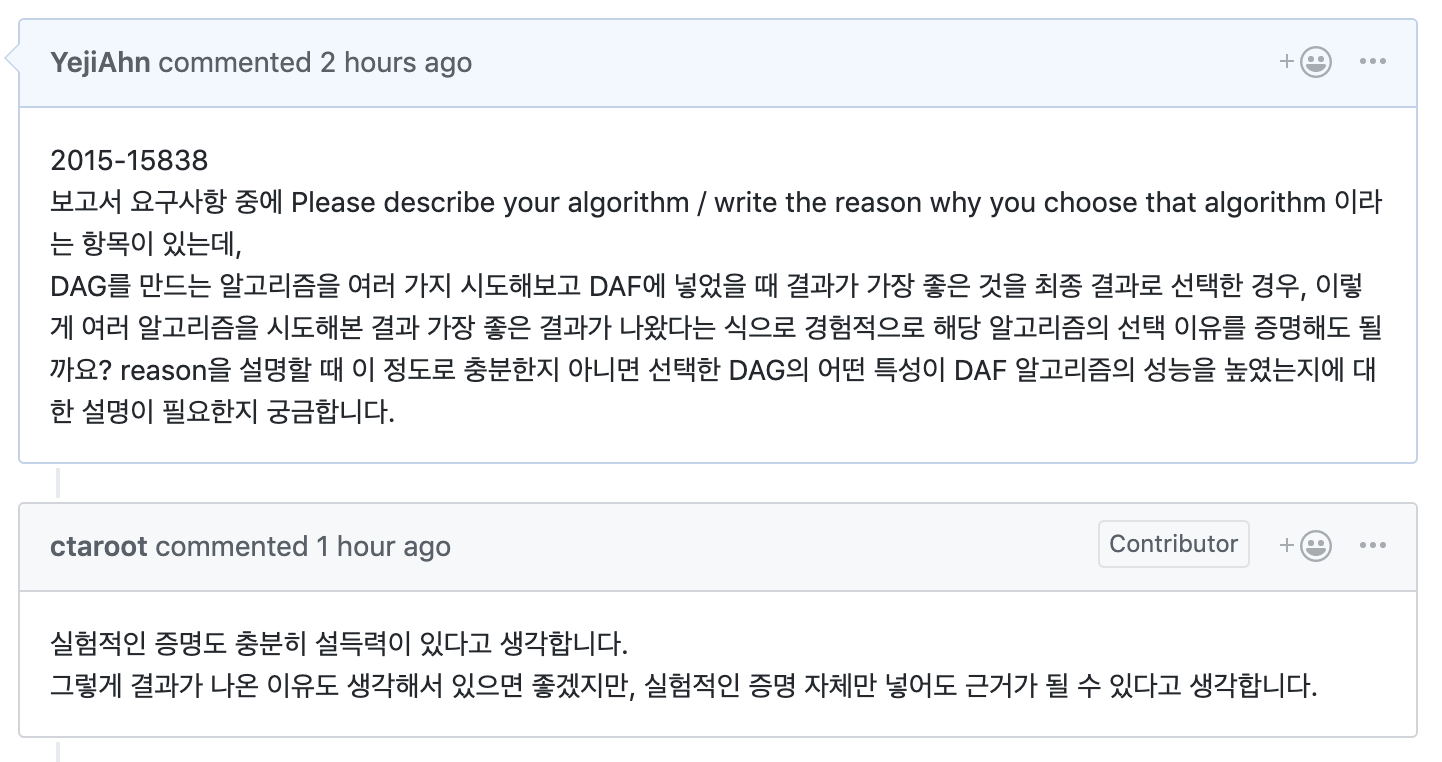 YejiAhn commented 2 hours ago
2015-15838
보고서 요구사항 중에 Please describe your algorithm / write the reason why you choose that algorithm 이라
는 항목이 있는데,
DAG를 만드는 알고리즘을 여러 가지 시도해보고 DAF에 넣었을 때 결과가 가장 좋은 것을 최종 결과로 선택한 경우, 이렇
게 여러 알고리즘을 시도해본 결과 가장 좋은 결과가 나왔다는 식으로 경험적으로 해당 알고리즘의 선택 이유를 증명해도 될
까요? reason을 설명할 때 이 정도로 충분한지 아니면 선택한 DAG의 어떤 특성이 DAF 알고리즘의 성능을 높였는지에 대
한 설명이 필요한지 궁금합니다.
ctaroot commented 1 hour ago Contributor
실험적인 증명도 충분히 설득력이 있다고 생각합니다.
그렇게 결과가 나온 이유도 생각해서 있으면 좋겠지만, 실험적인 증명 자체만 넣어도 근거가 될 수 있다고 생각합니다.